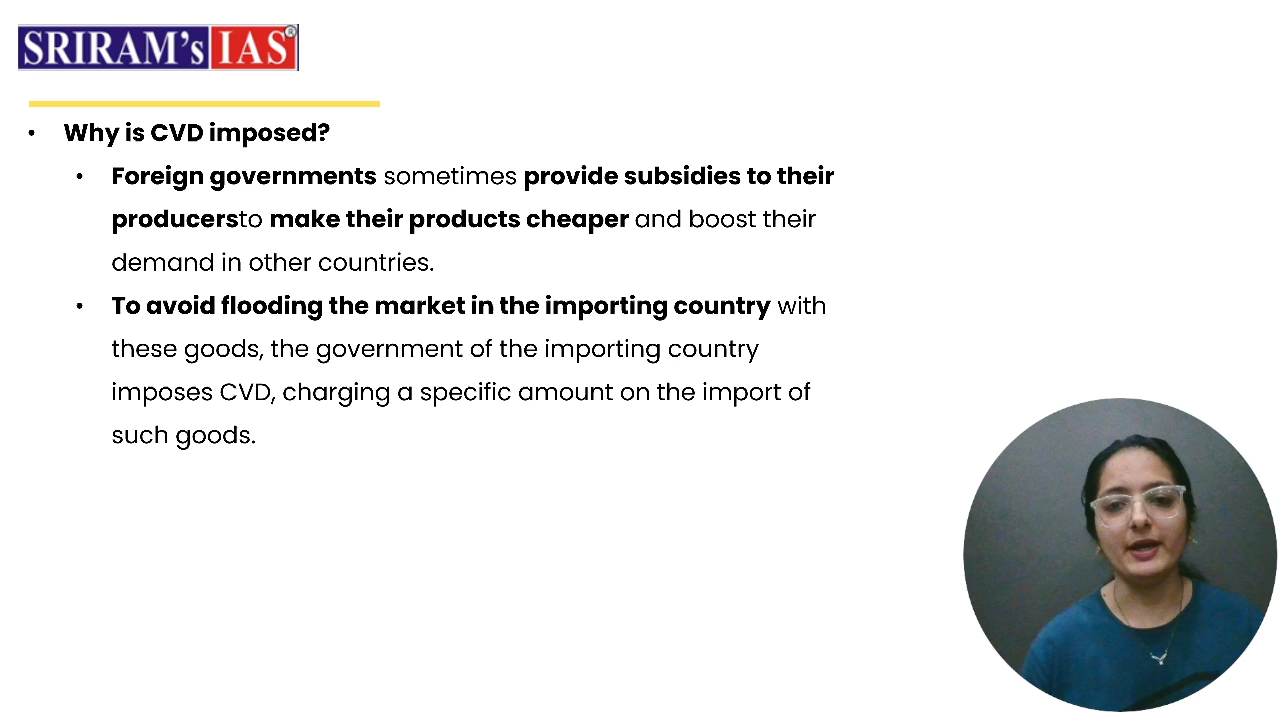 SRIRAM's IAS®
• Why is CVD imposed?
• Foreign governments sometimes provide subsidies to their
producersto make their products cheaper and boost their
demand in other countries.
• To avoid flooding the market in the importing country with
these goods, the government of the importing country
imposes CVD, charging a specific amount on the import of
such goods.